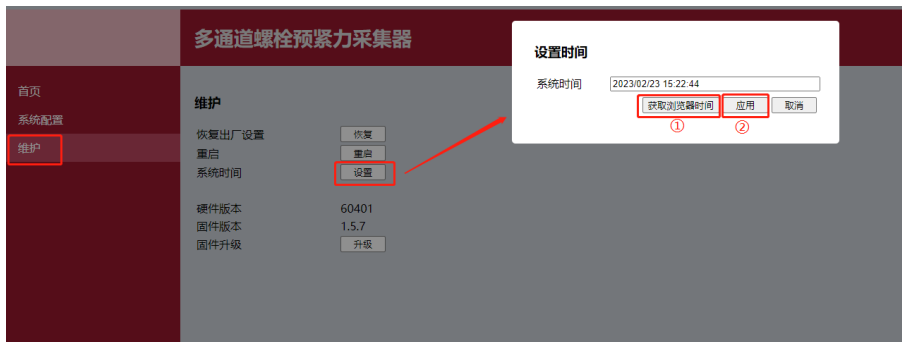 多通道螺栓预紧力采集器
首页
系统配置
维护
维护
恢复出厂设置 恢复
重启 重启
系统时间 设置
硬件版本 60401
固件版本 1.5.7
固件升级 升级
设置时间
系统时间 2023/02/23 15:22:44
获取浏览器时间 应用 取消
① ②